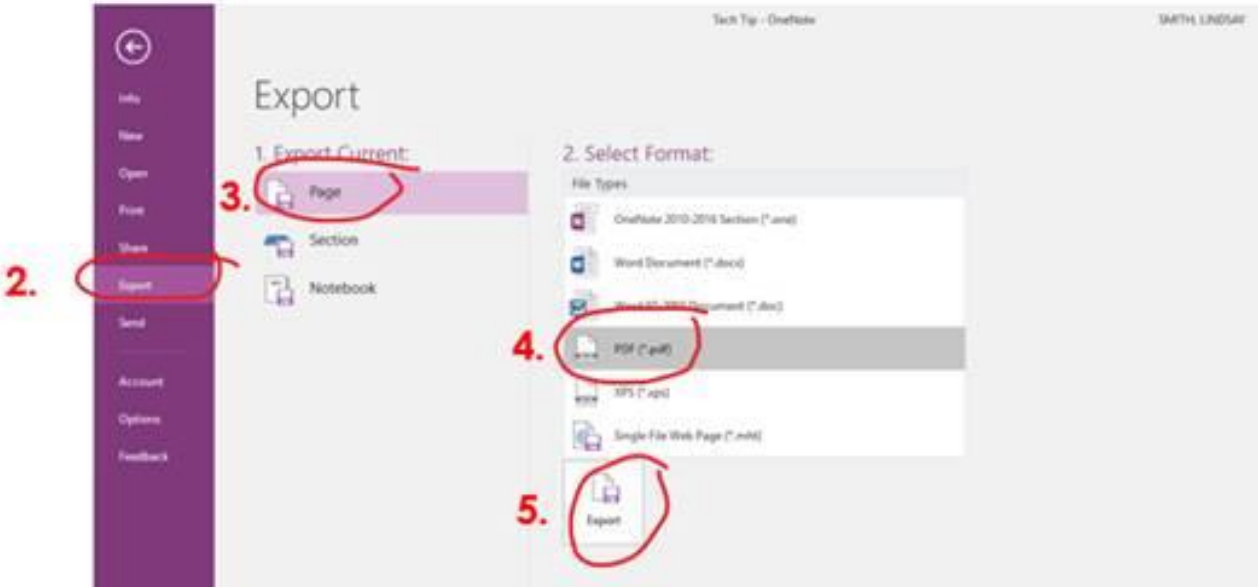 Tech Tip - OneNote
SMITH, LINDSAY
Info
New
Open
Print
Share
2.
Export
Send
Account
Options
Feedback
Export
1. Export Current:
3.
Page
Section
Notebook
2. Select Format:
File Types
OneNote 2010-2016 Section (*.one)
Word Document (*.docx)
Document (*.doc)
4.
PDF (*.pdf)
XPS (*.xps)
Single File Web Page (*.mht)
5.
Export